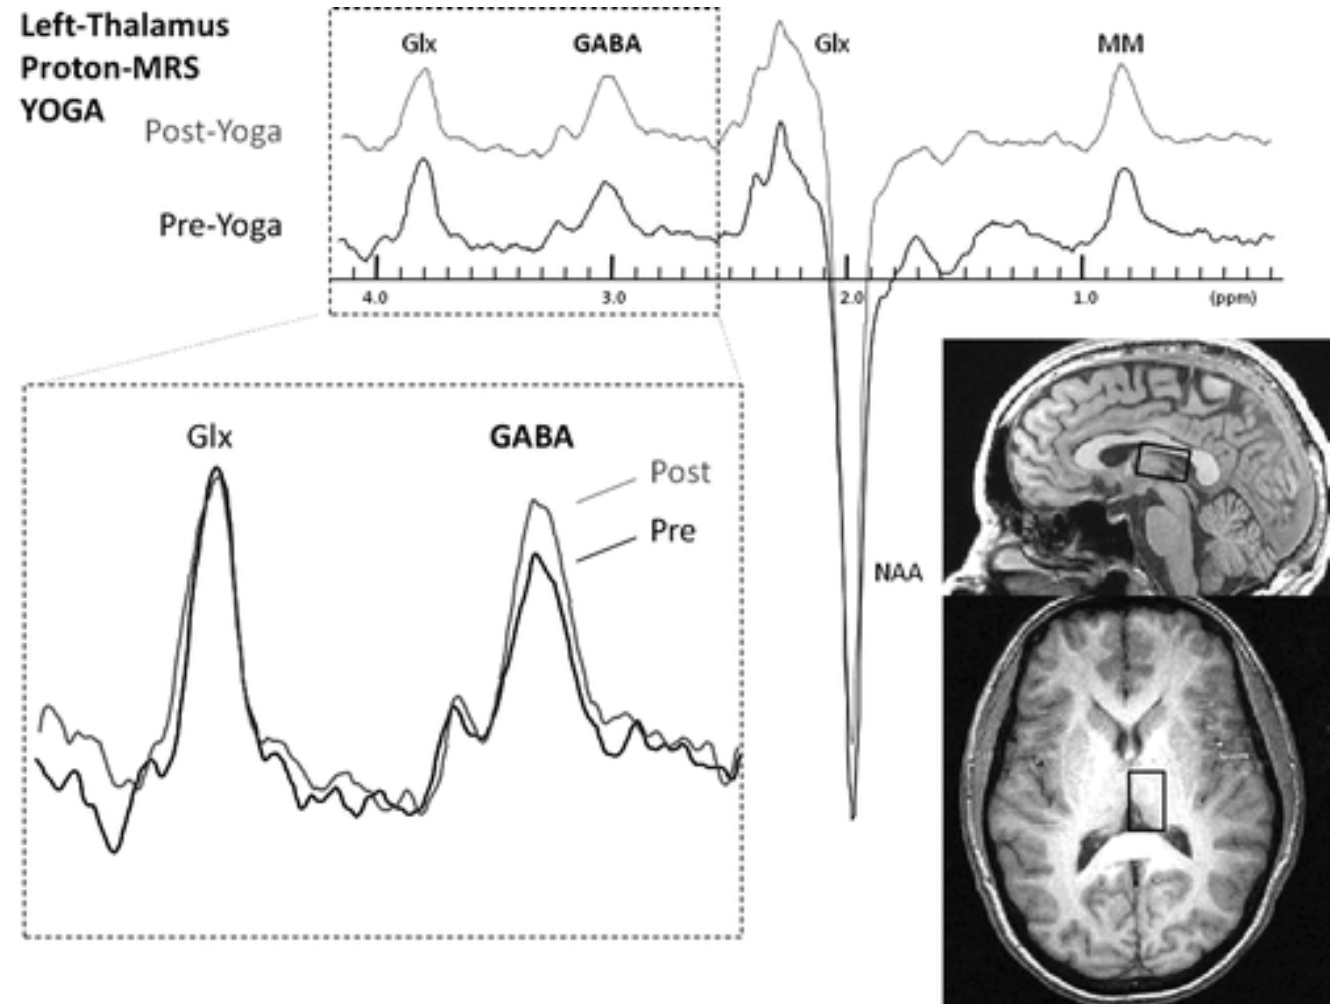 Left-Thalamus
Proton-MRS
YOGA
Glx
GABA
Glx
MM
Post-Yoga
Pre-Yoga
4.0
3.0
2.0
1.0
(ppm)
Glx
GABA
Post
Pre
NAA